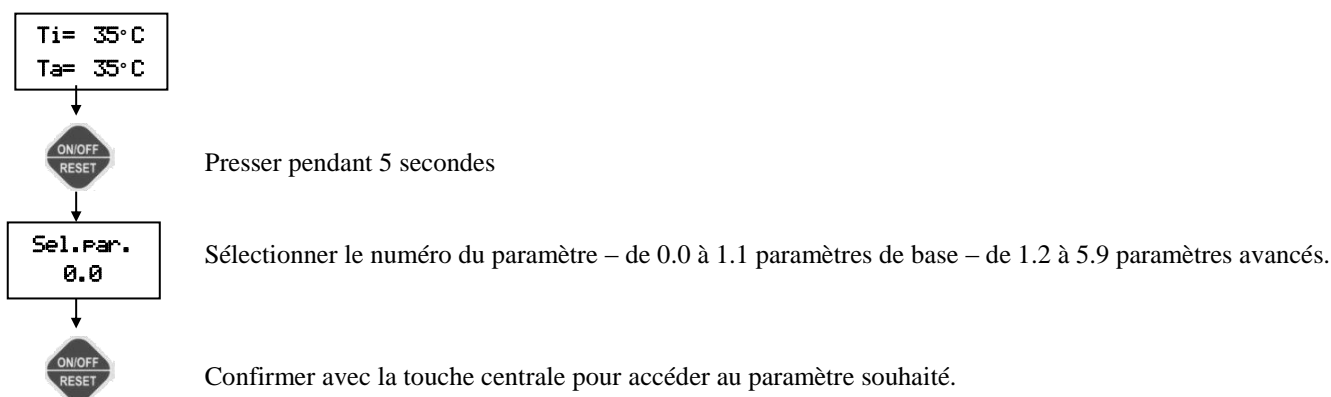 Ti= 35°C
Ta= 35°C
ON/OFF
RESET
Presser pendant 5 secondes
Sel.par.
0.0
Sélectionner le numéro du paramètre – de 0.0 à 1.1 paramètres de base – de 1.2 à 5.9 paramètres avancés.
ON/OFF
RESET
Confirmer avec la touche centrale pour accéder au paramètre souhaité.